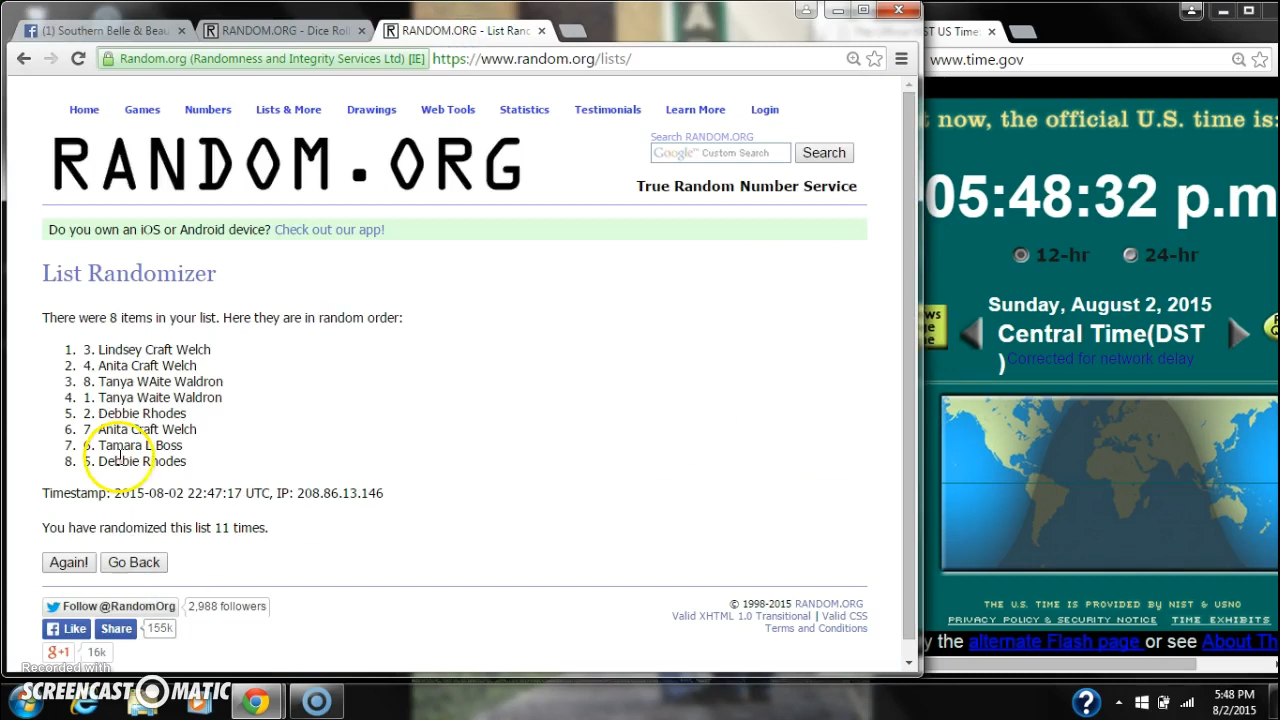 (1) Southern Belle & Beau
RANDOM.ORG - Dice Roll
RANDOM.ORG - List Ranc
US Time
Random.org (Randomness and Integrity Services Ltd) [IE]
https://www.random.org/lists/
www.time.gov
Home Games Numbers Lists & More Drawings Web Tools Statistics Testimonials Learn More Login
RANDOM.ORG
Search RANDOM.ORG
Google™ Custom Search
Search
True Random Number Service
Do you own an iOS or Android device? Check out our app!
List Randomizer
There were 8 items in your list. Here they are in random order:
1. 3. Lindsey Craft Welch
2. 4. Anita Craft Welch
3. 8. Tanya WAite Waldron
4. 1. Tanya Waite Waldron
5. 2. Debbie Rhodes
6. 7. Anita Craft Welch
7. 6. Tamara L Boss
8. 5. Debbie Rhodes
Timestamp: 2015-08-02 22:47:17 UTC, IP: 208.86.13.146
You have randomized this list 11 times.
Again! Go Back
Follow @RandomOrg 2,988 followers
Like Share 155k
+1 16k
© 1998-2015 RANDOM.ORG
Valid XHTML 1.0 Transitional | Valid CSS
Terms and Conditions
now, the official U.S. time is:
05:48:32 p.m
12-hr 24-hr
Sunday, August 2, 2015
Central Time(DST
)
Corrected for network delay
THE U.S. TIME IS PROVIDED BY NIST & USNO
PRIVACY POLICY & SECURITY NOTICE TIME EXHIBITS
y the alternate Flash page or see About Th
Recorded with
SCREENCAST MATIC
5:48 PM
8/2/2015